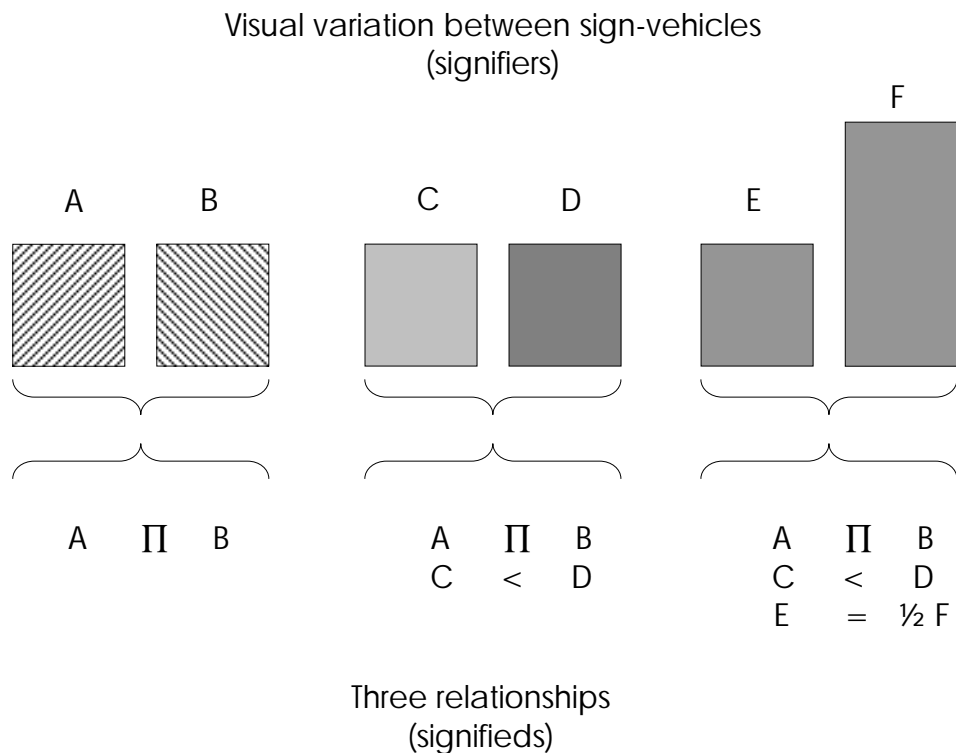 Visual variation between sign-vehicles
(signifiers)
F
A B C D E
A ∏ B
A ∏ B
C < D
A ∏ B
C < D
E = ½ F
Three relationships
(signifieds)